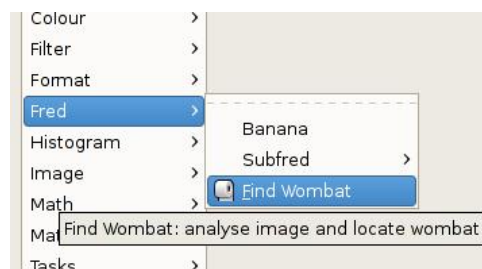 Colour
Filter
Format
Fred
Histogram
Image
Math
Banana
Subfred
Find Wombat
Find Wombat: analyse image and locate wombat
Tasks